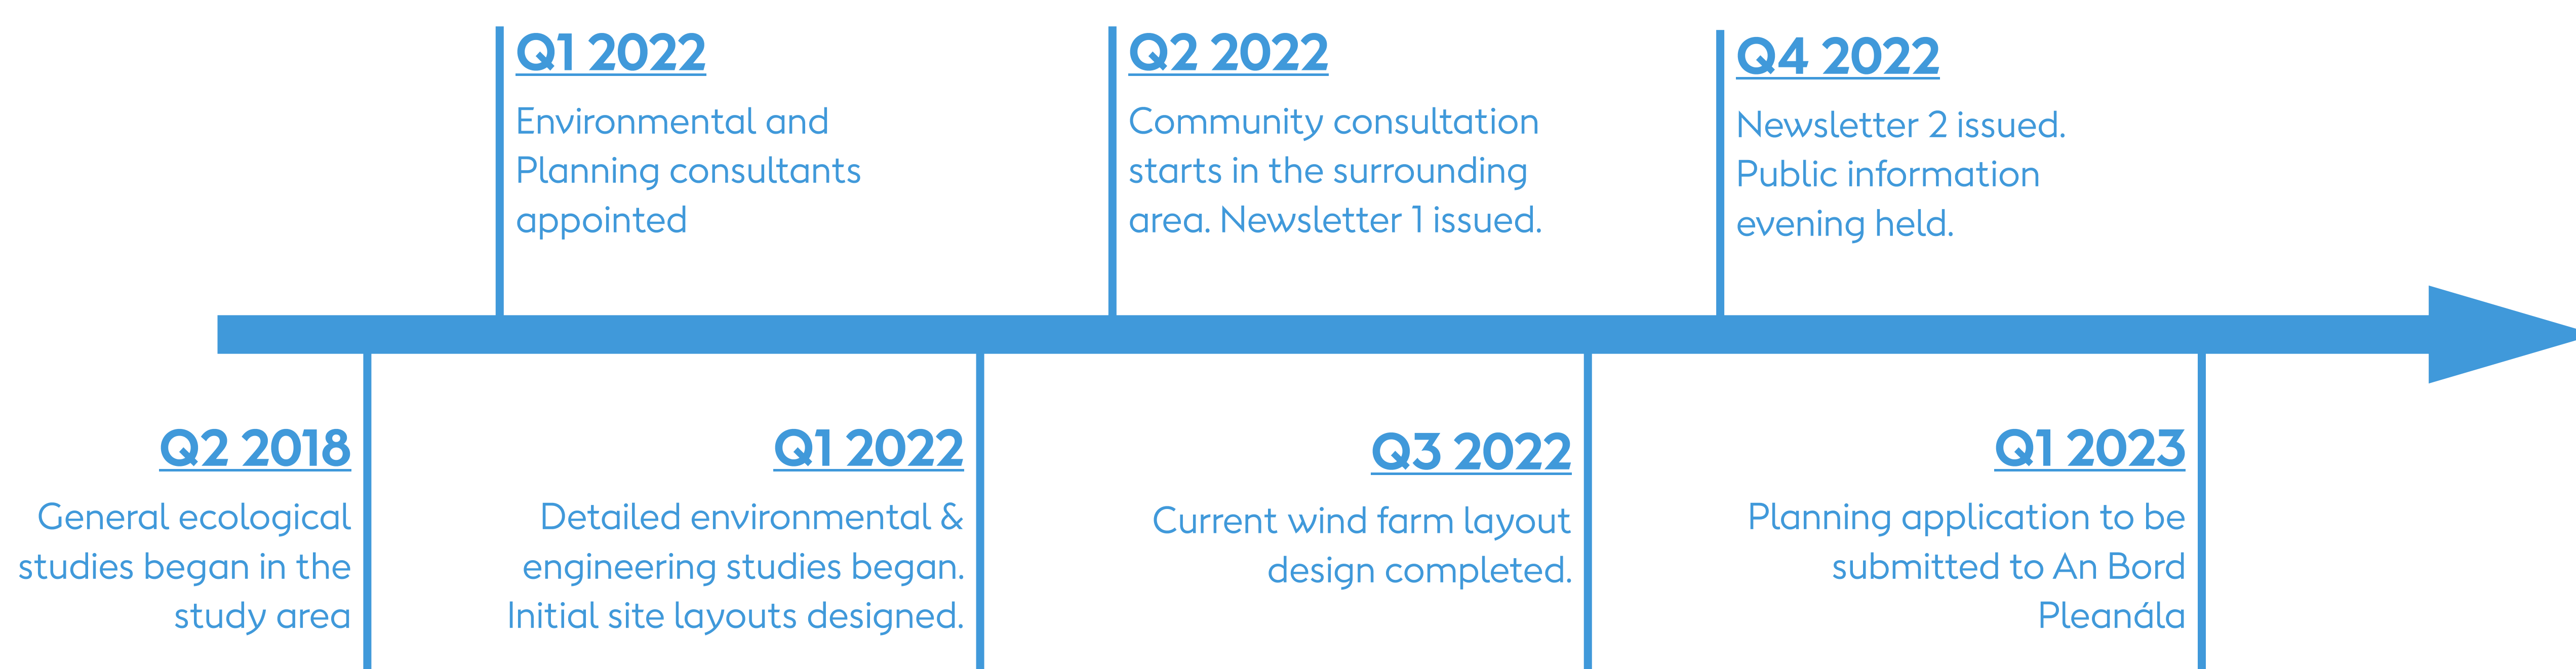 Q1 2022
Environmental and
Planning consultants
appointed
Q2 2022
Community consultation
starts in the surrounding
area. Newsletter 1 issued.
Q4 2022
Newsletter 2 issued.
Public information
evening held.
Q2 2018
General ecological
studies began in the
study area
Q1 2022
Detailed environmental &
engineering studies began.
Initial site layouts designed.
Q3 2022
Current wind farm layout
design completed.
Q1 2023
Planning application to be
submitted to An Bord
Pleanála